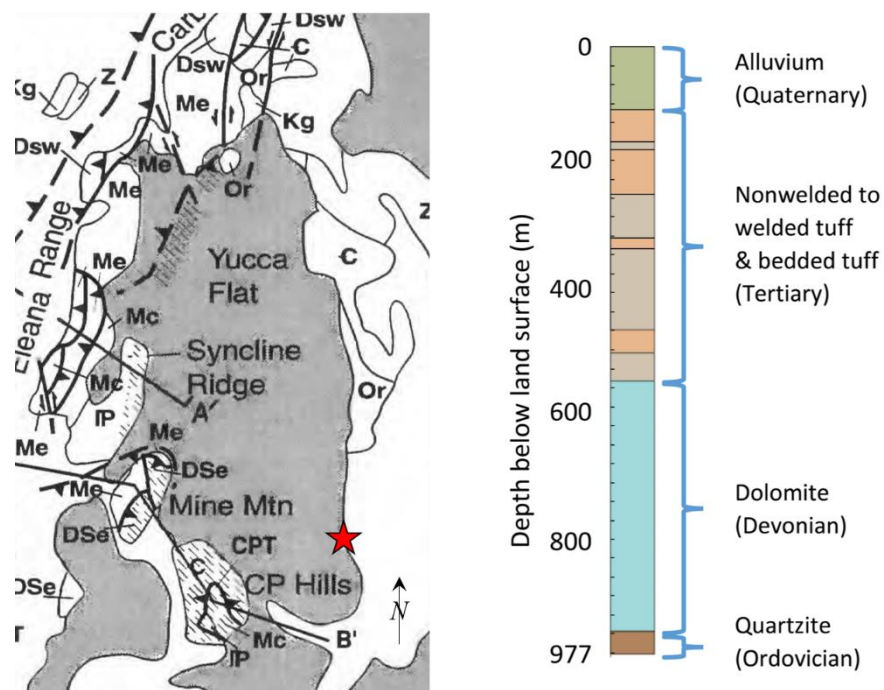 Carb
Dsw
Dsw
C
Kg
Z
Or
Me
Kg
Dsw
Me
Me
Or
Z
Eleana Range
Yucca
Flat
C
Me
Mc
Syncline
Ridge
Or
Mc
A'
IP
Me
Me
DSe
Me
Mine Mtn
DSe
CPT
C
CP Hills
DSe
N
T
Mc
B'
IP
Depth below land surface (m)
0
200
400
600
800
977
Alluvium
(Quaternary)
Nonwelded to
welded tuff
& bedded tuff
(Tertiary)
Dolomite
(Devonian)
Quartzite
(Ordovician)